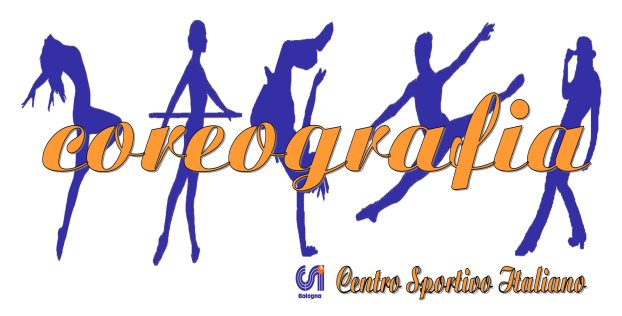 coreografia
CSI
Bologna
Centro Sportivo Italiano